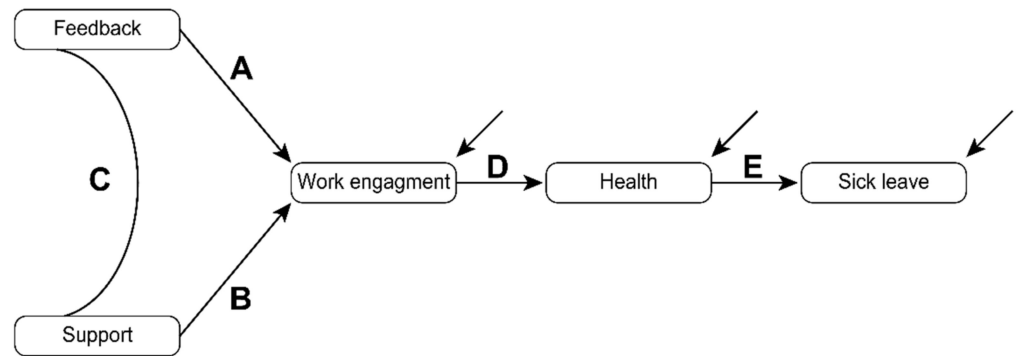 Feedback
A
C
Work engagment
D
Health
E
Sick leave
B
Support